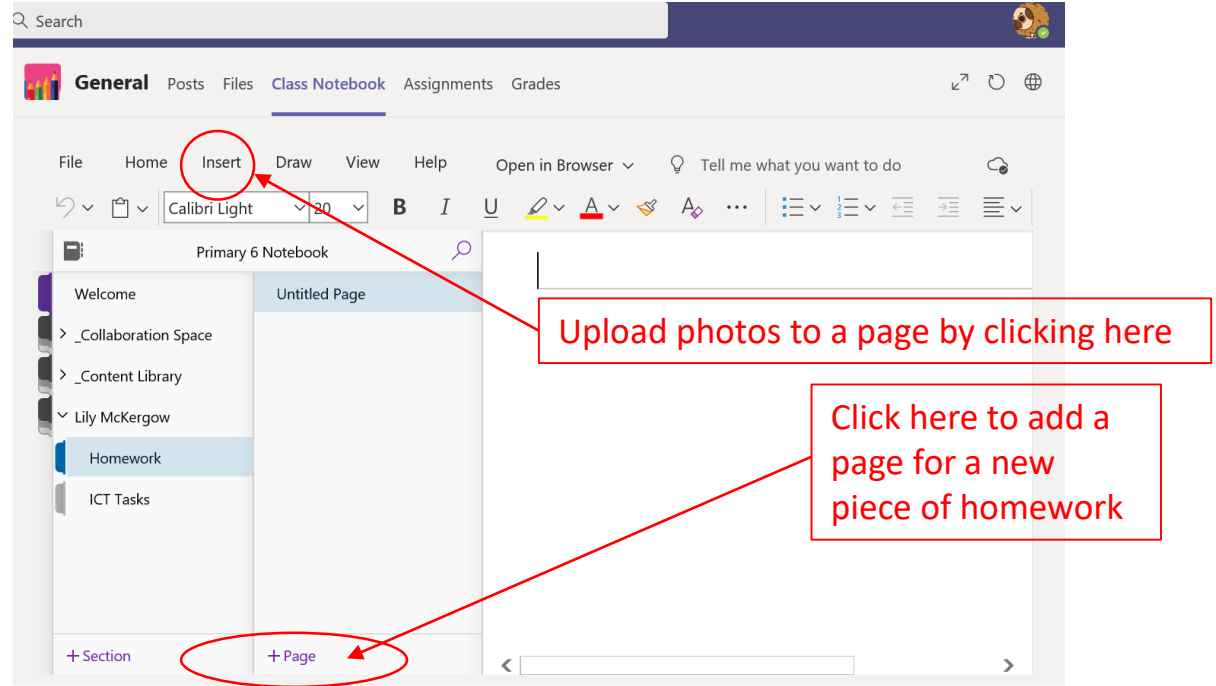 Search
General Posts Files Class Notebook Assignments Grades
File Home Insert Draw View Help Open in Browser Tell me what you want to do
Calibri Light 20 B I U A A
Primary 6 Notebook
Welcome
Untitled Page
Upload photos to a page by clicking here
_Collaboration Space
_Content Library
Lily McKergow
Homework
ICT Tasks
Click here to add a
page for a new
piece of homework
+ Section
+ Page